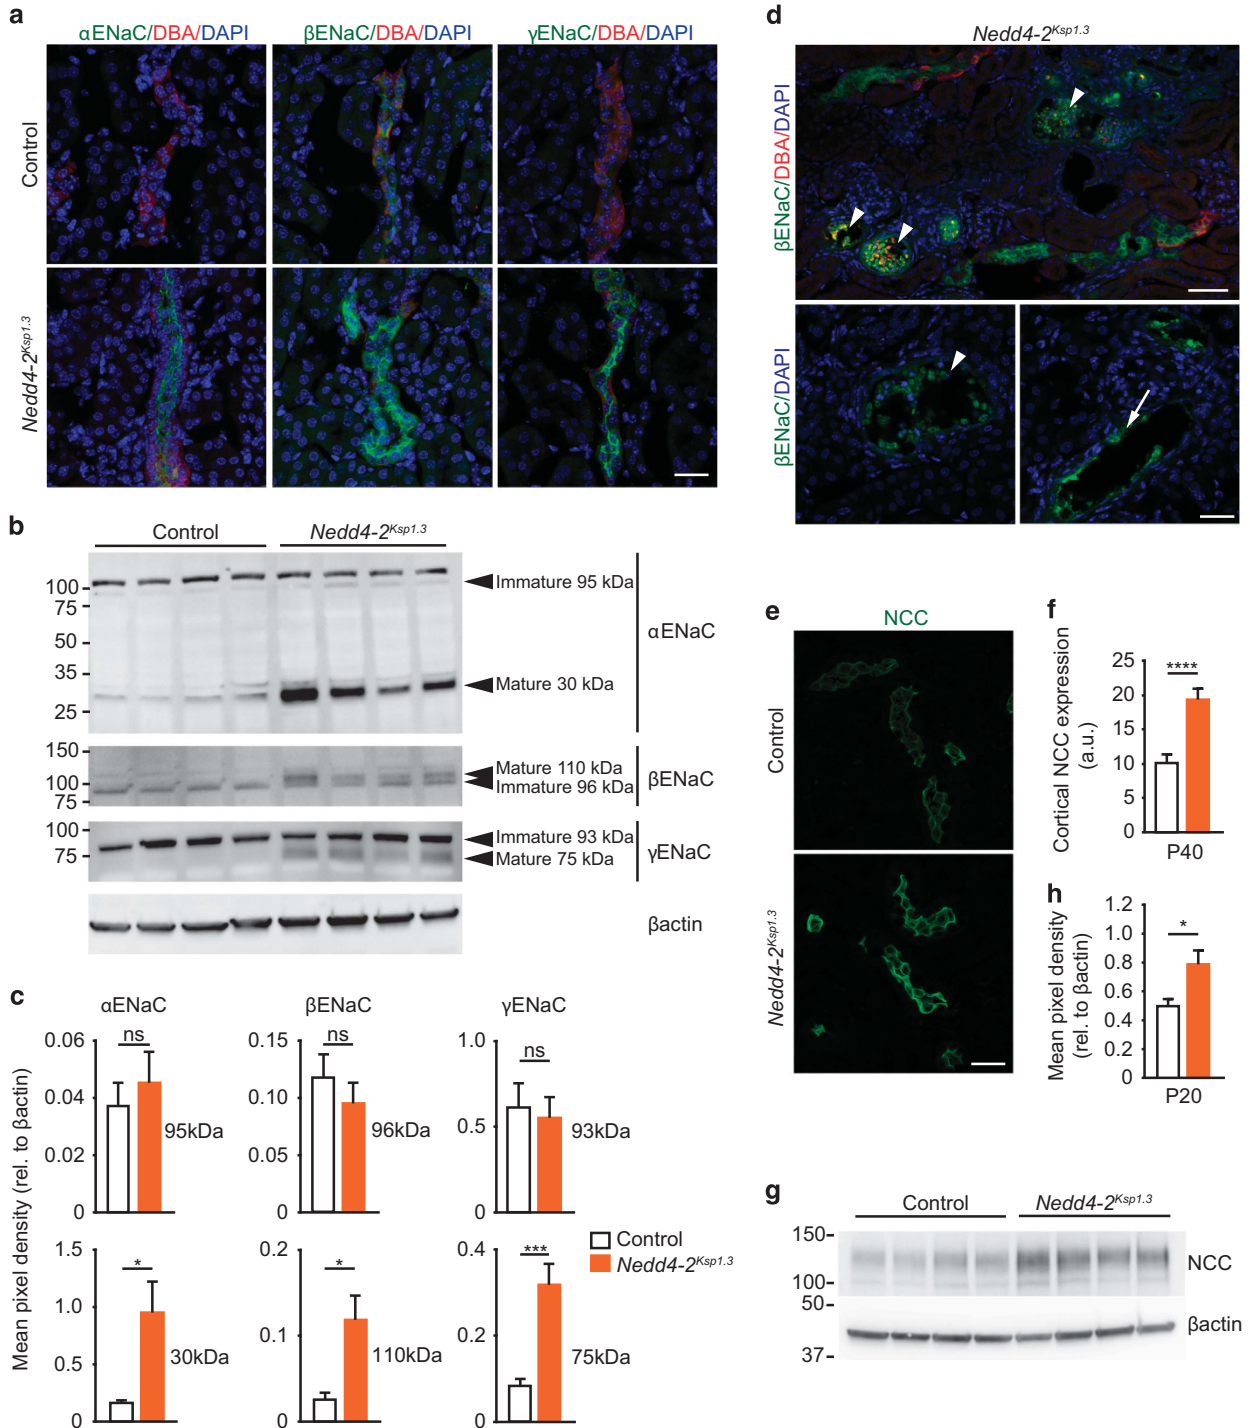 a
αENaC/DBA/DAPI
βENaC/DBA/DAPI
γENaC/DBA/DAPI
Control
Nedd4-2Ksp1.3
b
Control
Nedd4-2Ksp1.3
100
75
50
35
25
Immature 95 kDa
Mature 30 kDa
αENaC
150
100
75
Mature 110 kDa
Immature 96 kDa
βENaC
100
75
Immature 93 kDa
Mature 75 kDa
γENaC
βactin
c
Mean pixel density (rel. to βactin)
αENaC
0.06
0.04
0.02
0
ns
95kDa
βENaC
0.15
0.10
0.05
0
ns
96kDa
γENaC
1.0
0.5
0
ns
93kDa
Control
Nedd4-2Ksp1.3
1.5
1.0
0.5
0
*
30kDa
0.2
0.1
0
*
110kDa
0.4
0.2
0
***
75kDa
d
Nedd4-2Ksp1.3
βENaC/DBA/DAPI
βENaC/DAPI
e
NCC
Control
Nedd4-2Ksp1.3
f
Cortical NCC expression
(a.u.)
25
20
15
10
5
0
****
P40
h
Mean pixel density
(rel. to βactin)
1.2
1.0
0.8
0.6
0.4
0.2
0
*
P20
g
Control
Nedd4-2Ksp1.3
150
100
NCC
50
37
βactin